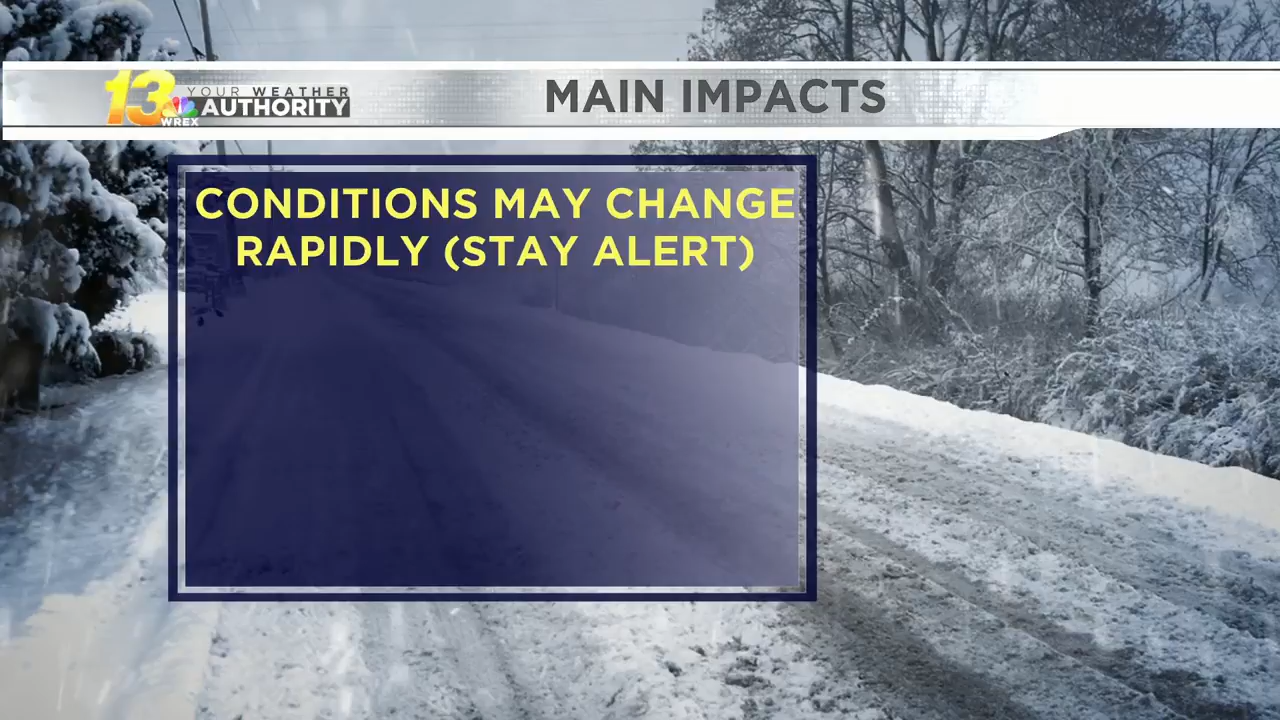 13
WREX
YOUR WEATHER
AUTHORITY
MAIN IMPACTS
CONDITIONS MAY CHANGE
RAPIDLY (STAY ALERT)